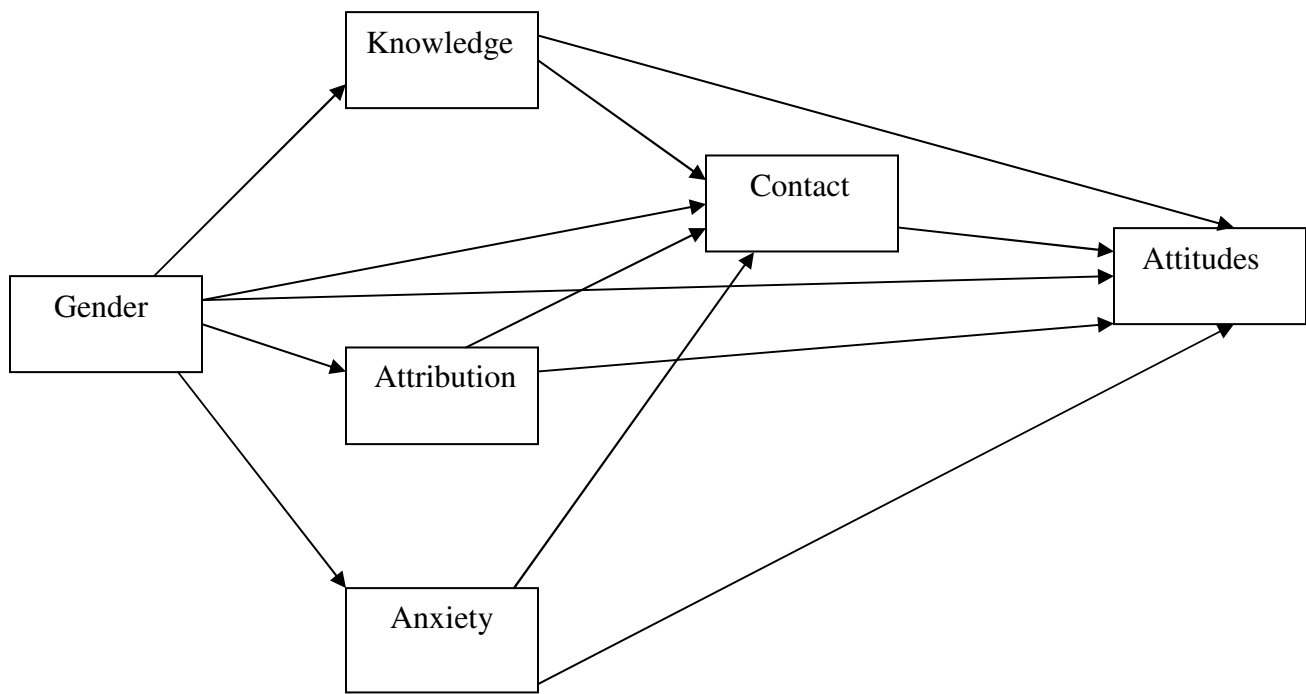 Knowledge
Contact
Attitudes
Gender
Attribution
Anxiety